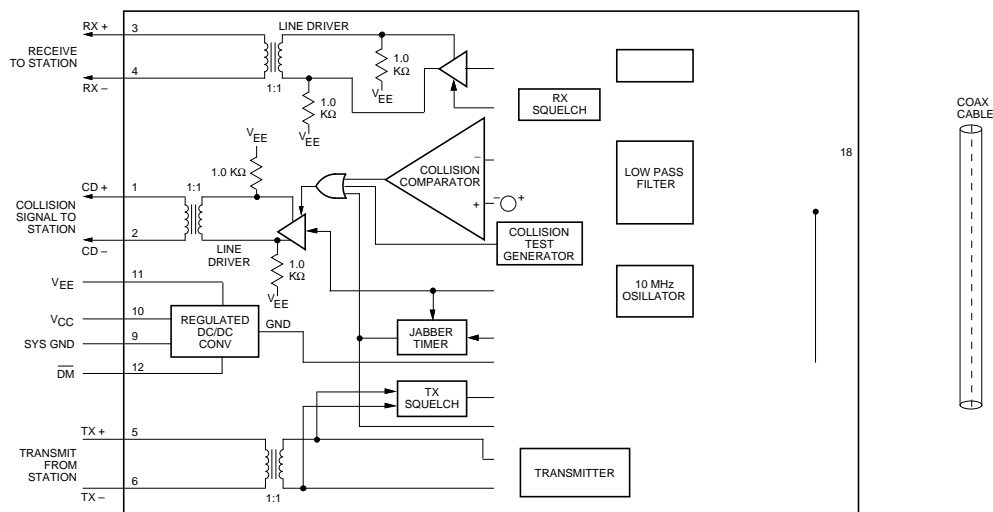 RX +
3
LINE DRIVER
RECEIVE
TO STATION
1.0
KΩ
4
RX –
1:1
VEE
1.0
KΩ
VEE
RX
SQUELCH
COAX
CABLE
VEE
1.0 KΩ
COLLISION
COMPARATOR
–
+
– +
LOW PASS
FILTER
18
CD +
1
1:1
COLLISION
SIGNAL TO
STATION
2
CD –
LINE
DRIVER
1.0
KΩ
VEE
COLLISION
TEST
GENERATOR
10 MHz
OSILLATOR
VEE
11
VCC
10
SYS GND
9
DM
12
REGULATED
DC/DC
CONV
GND
JABBER
TIMER
TX
SQUELCH
TX +
5
TRANSMIT
FROM
STATION
6
TX –
1:1
TRANSMITTER